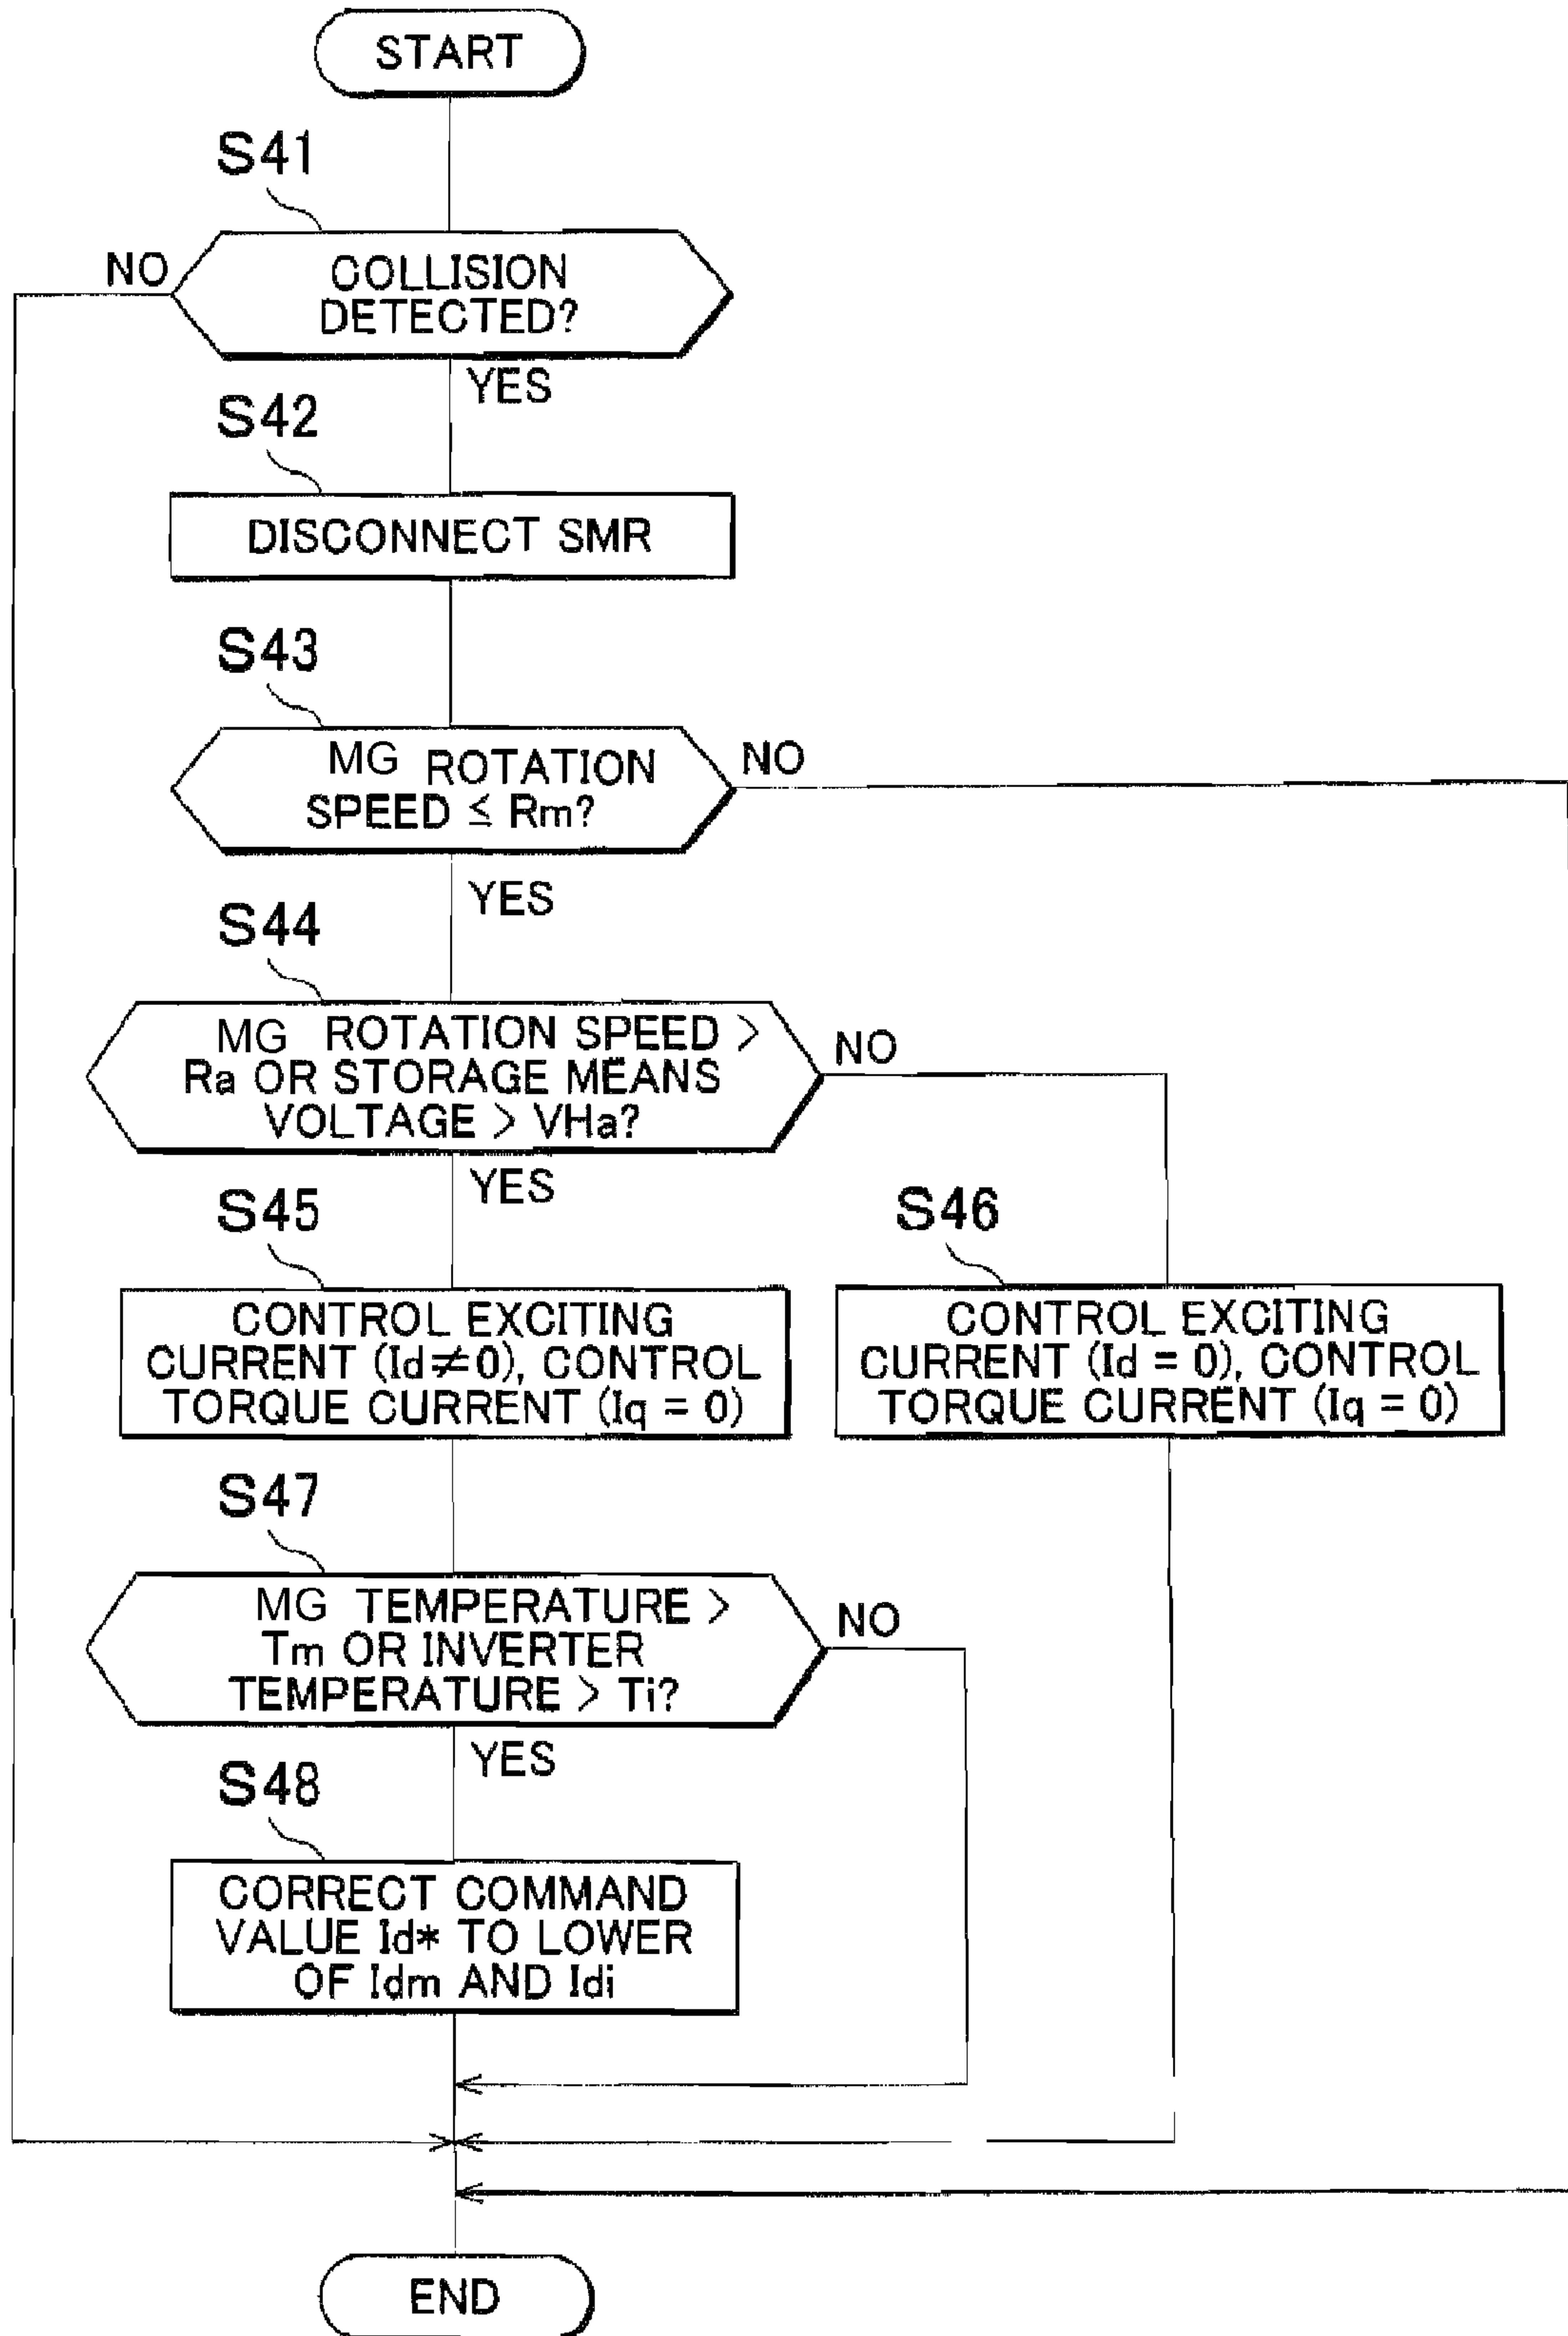 START
S41
NO
COLLISION
DETECTED?
YES
S42
DISCONNECT SMR
S43
MG ROTATION
SPEED ≤ Rm?
NO
YES
S44
MG ROTATION SPEED >
Ra OR STORAGE MEANS
VOLTAGE > VHa?
NO
YES
S45
CONTROL EXCITING
CURRENT (Id≠0), CONTROL
TORQUE CURRENT (Iq = 0)
S46
CONTROL EXCITING
CURRENT (Id = 0), CONTROL
TORQUE CURRENT (Iq = 0)
S47
MG TEMPERATURE >
Tm OR INVERTER
TEMPERATURE > Ti?
NO
YES
S48
CORRECT COMMAND
VALUE Id* TO LOWER
OF Idm AND Idi
END